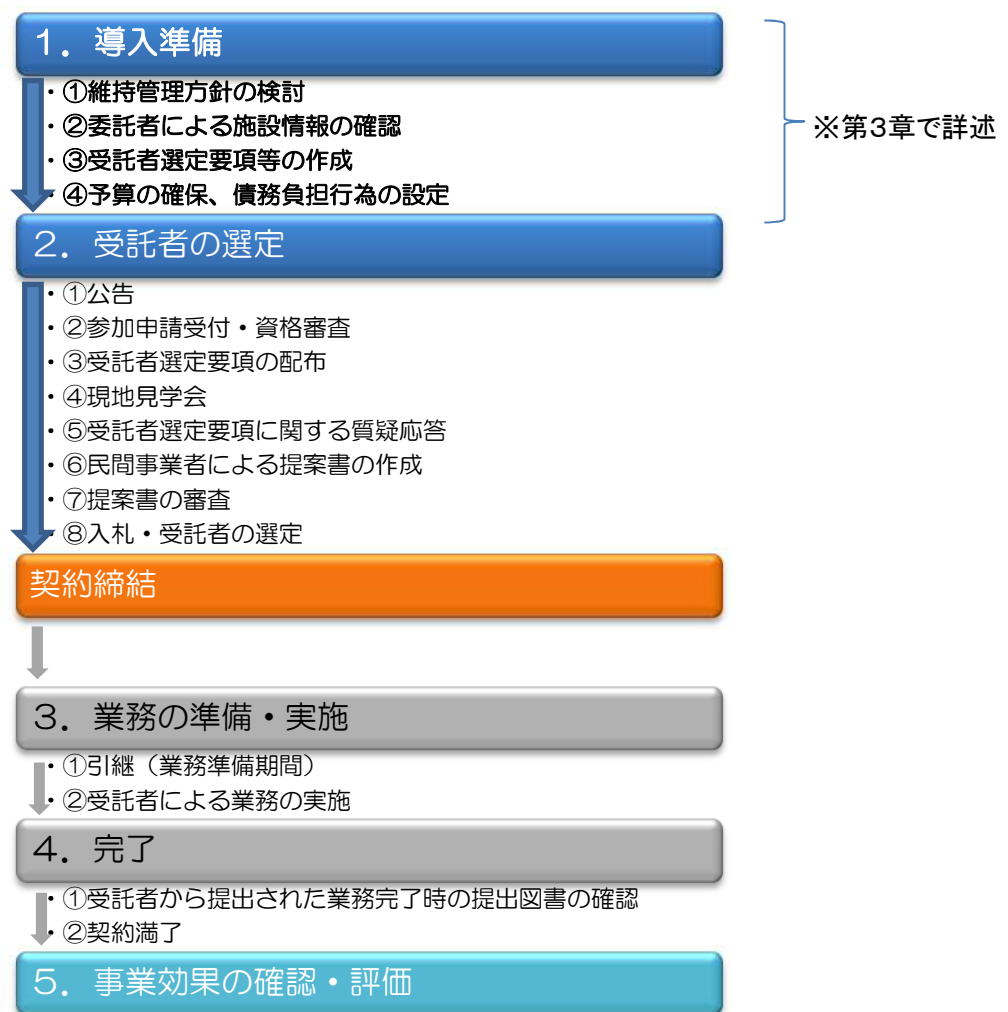 １．導入準備
・①維持管理方針の検討
・②委託者による施設情報の確認
・③受託者選定要項等の作成
・④予算の確保、債務負担行為の設定
※第3章で詳述
２．受託者の選定
・①公告
・②参加申請受付・資格審査
・③受託者選定要項の配布
・④現地見学会
・⑤受託者選定要項に関する質疑応答
・⑥民間事業者による提案書の作成
・⑦提案書の審査
・⑧入札・受託者の選定
契約締結
３．業務の準備・実施
・①引継（業務準備期間）
・②受託者による業務の実施
４．完了
・①受託者から提出された業務完了時の提出図書の確認
・②契約満了
５．事業効果の確認・評価